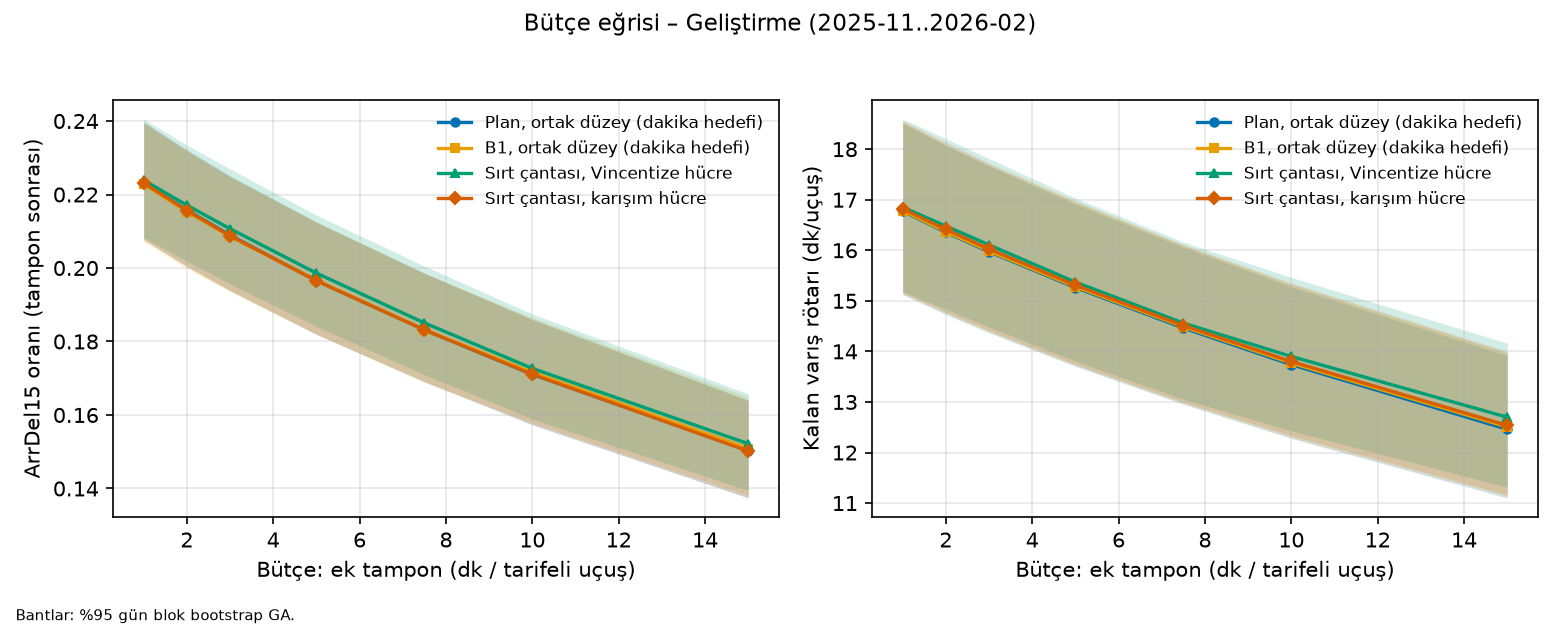 Bütçe eğrisi – Geliştirme (2025-11..2026-02)
ArrDel15 oranı (tampon sonrası)
0.24
0.22
0.20
0.18
0.16
0.14
Plan, ortak düzey (dakika hedefi)
B1, ortak düzey (dakika hedefi)
Sırt çantası, Vincentize hücre
Sırt çantası, karışım hücre
2 4 6 8 10 12 14
Bütçe: ek tampon (dk / tarifeli uçuş)
Kalan varış rötarı (dk/uçuş)
18
17
16
15
14
13
12
11
Plan, ortak düzey (dakika hedefi)
B1, ortak düzey (dakika hedefi)
Sırt çantası, Vincentize hücre
Sırt çantası, karışım hücre
2 4 6 8 10 12 14
Bütçe: ek tampon (dk / tarifeli uçuş)
Bantlar: %95 gün blok bootstrap GA.